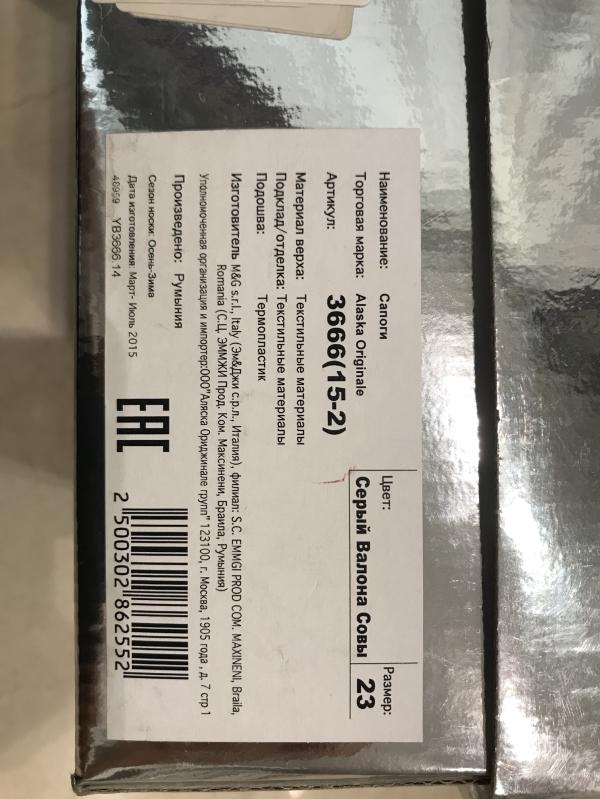 Наименование: Сапоги
Торговая марка: Alaska Originale
Артикул: 3666(15-2)
Цвет: Серый Валона Совы
Размер: 23
Материал верха: Текстильные материалы
Подклад/отделка: Текстильные материалы
Подошва: Термопластик
Изготовитель M&G s.r.l., Italy (Эм&Джи с.р.л., Италия), филиал: S.C. EMMGI PROD COM. MAXINENI, Braila,
Romania (С.Ц. ЭММЖИ Прод. Ком. Максинени, Браила, Румыния)
Уполномоченная организация и импортер:ООО"Аляска Ориджинале групп" 123100, г. Москва, 1905 года , д. 7 стр 1
Произведено: Румыния
Сезон носки: Осень-Зима
Дата изготовления: Март- Июль 2015
48959 YB3666.14
EAC
2 500302 862552